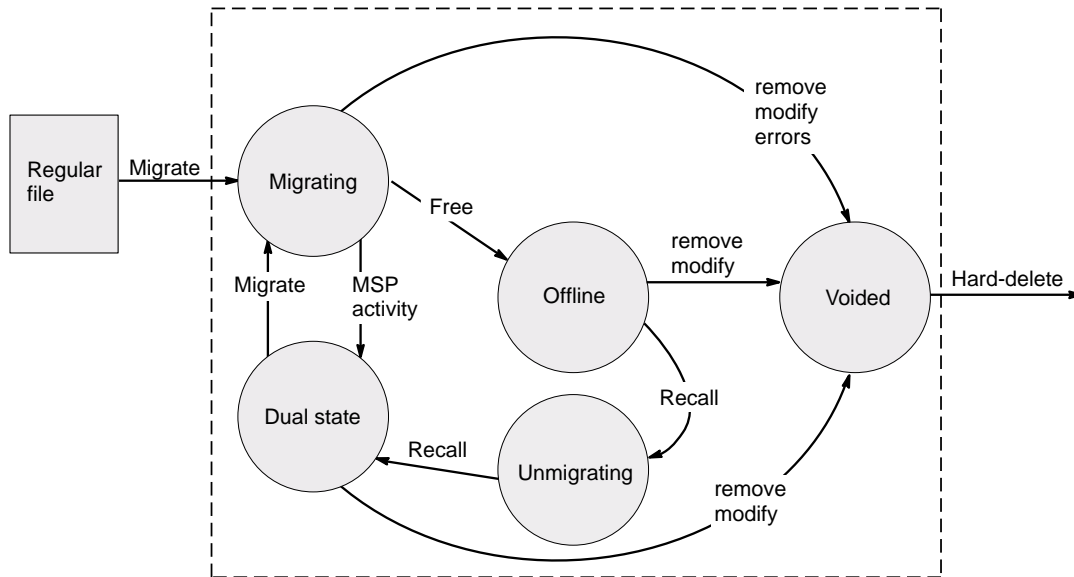 remove
modify
errors
Regular
file
Migrate
Migrating
Free
remove
modify
Hard-delete
Migrate
MSP
activity
Offline
Voided
Recall
Dual state
Recall
Unmigrating
remove
modify